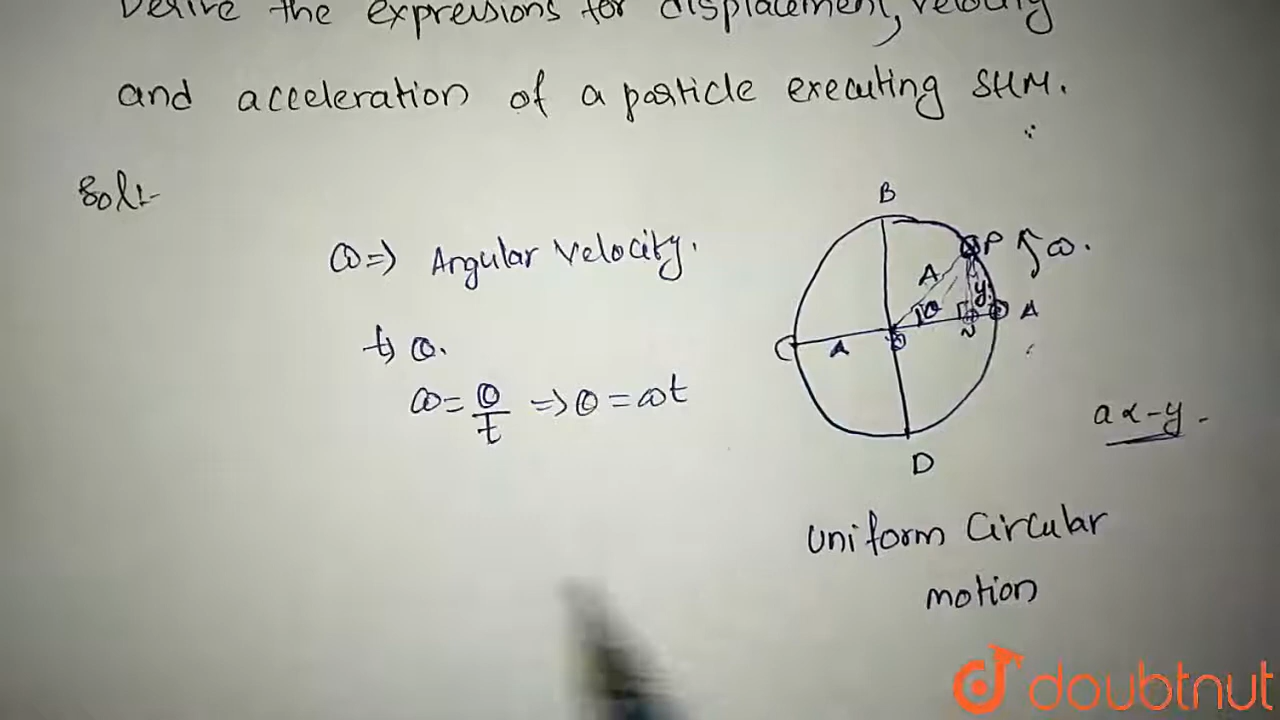 Derive the expressions for displacement, velocity
and acceleration of a particle executing SHM.
Sol:-
ω => Angular Velocity.
t, θ.
ω = θ/t => θ = ωt
B
P
ω.
A
y
θ
N
A
C
A
O
D
a α -y.
Uniform Circular
motion
doubtnut